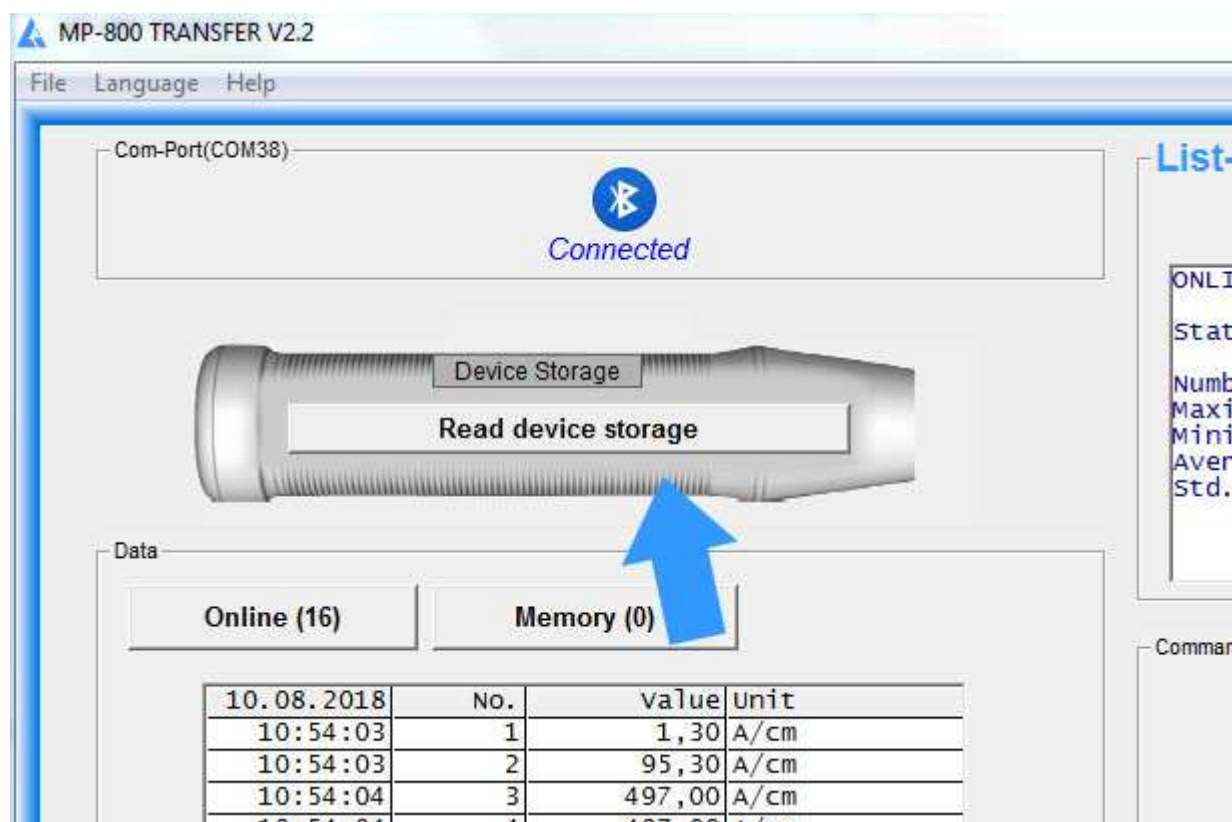 MP-800 TRANSFER V2.2
File Language Help
Com-Port(COM38)
Connected
Device Storage
Read device storage
Data
Online (16) Memory (0)
10.08.2018 No. Value Unit
10:54:03 1 1,30 A/cm
10:54:03 2 95,30 A/cm
10:54:04 3 497,00 A/cm
List-
ONLI
Stat
Numb
Maxi
Mini
Aver
Std.
Comman